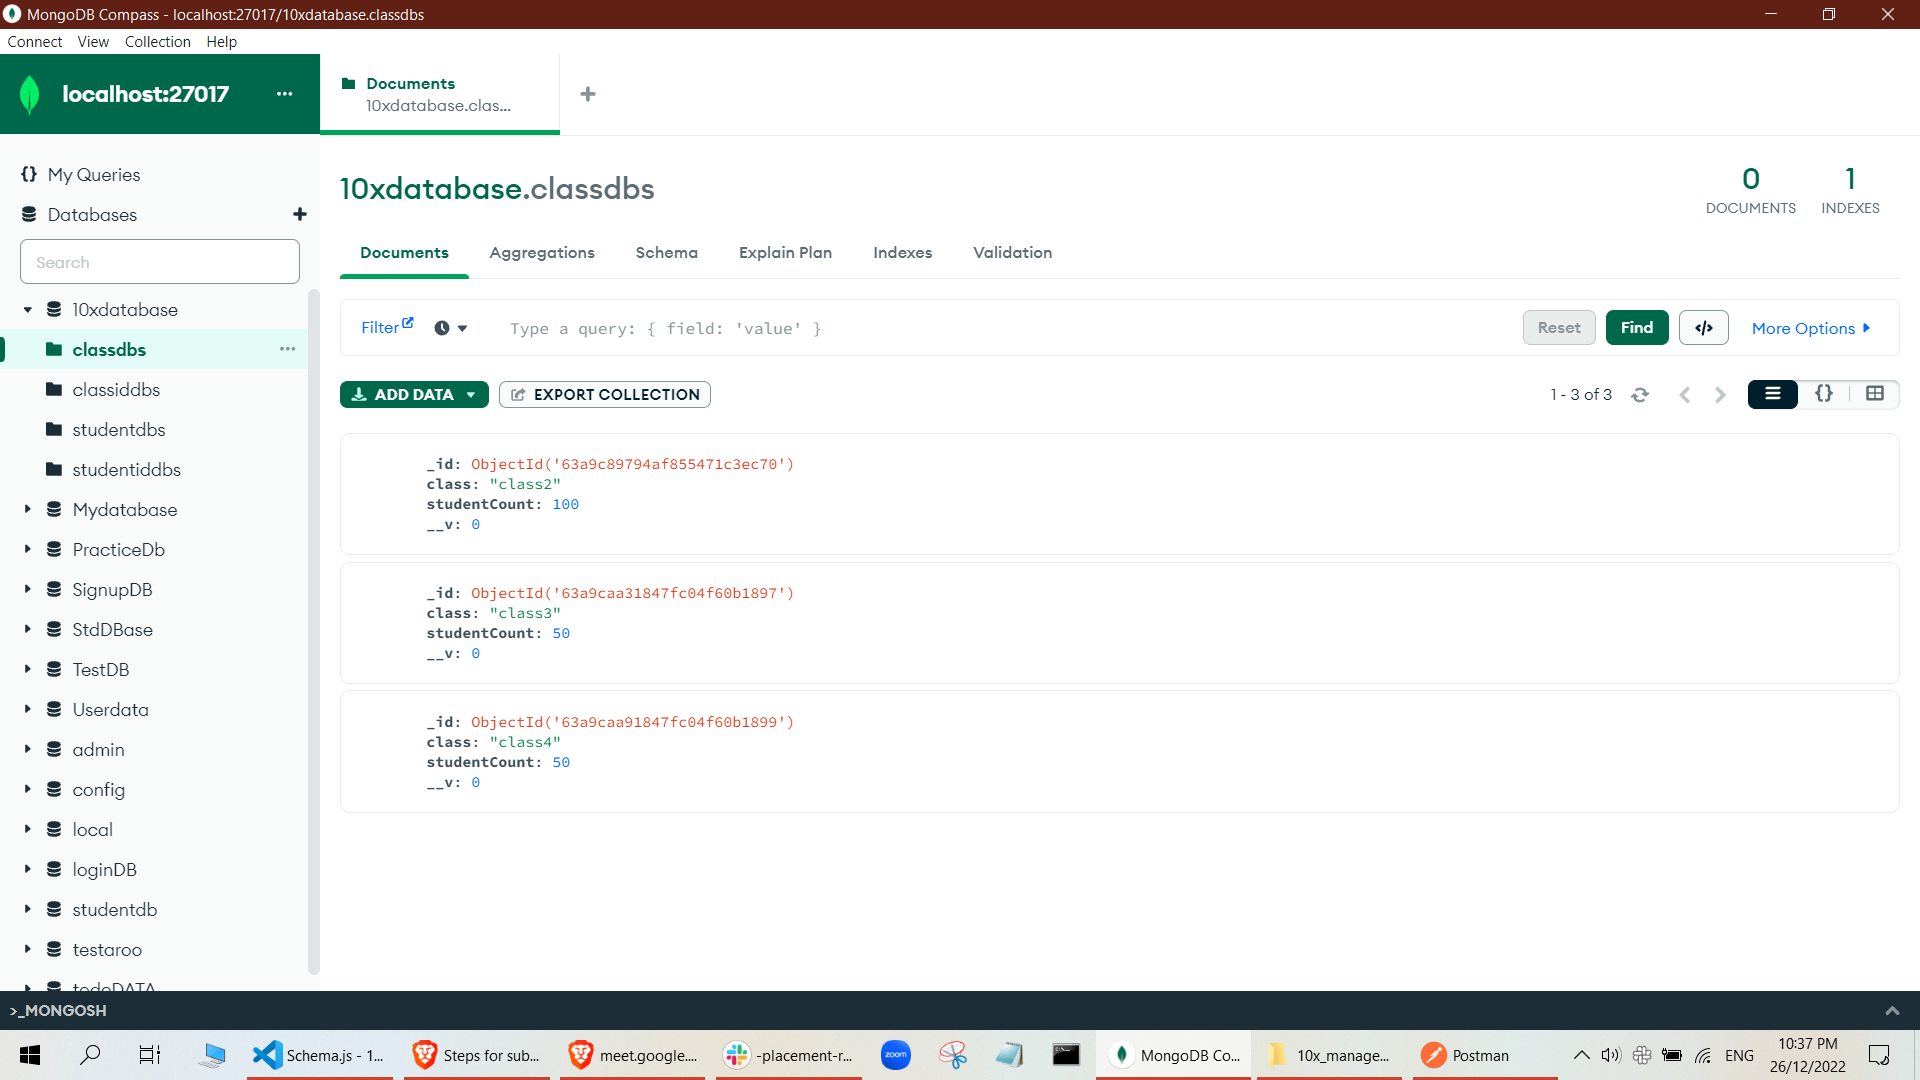 MongoDB Compass - localhost:27017/10xdatabase.classdbs
Connect View Collection Help
localhost:27017 ...
Documents
10xdatabase.clas...
{} My Queries
Databases
Search
10xdatabase
classdbs
classiddbs
studentdbs
studentiddbs
Mydatabase
PracticeDb
SignupDB
StdDBase
TestDB
Userdata
admin
config
local
loginDB
studentdb
testaroo
todoDATA
10xdatabase.classdbs
0
DOCUMENTS
1
INDEXES
Documents Aggregations Schema Explain Plan Indexes Validation
Filter Type a query: { field: 'value' } Reset Find </> More Options
ADD DATA EXPORT COLLECTION 1 - 3 of 3 {}
_id: ObjectId('63a9c89794af855471c3ec70')
class: "class2"
studentCount: 100
__v: 0
_id: ObjectId('63a9caa31847fc04f60b1897')
class: "class3"
studentCount: 50
__v: 0
_id: ObjectId('63a9caa91847fc04f60b1899')
class: "class4"
studentCount: 50
__v: 0
>_MONGOSH
Schema.js - 1... Steps for sub... meet.google.... -placement-r... zoom MongoDB Co... 10x_manage... Postman ENG 10:37 PM
26/12/2022